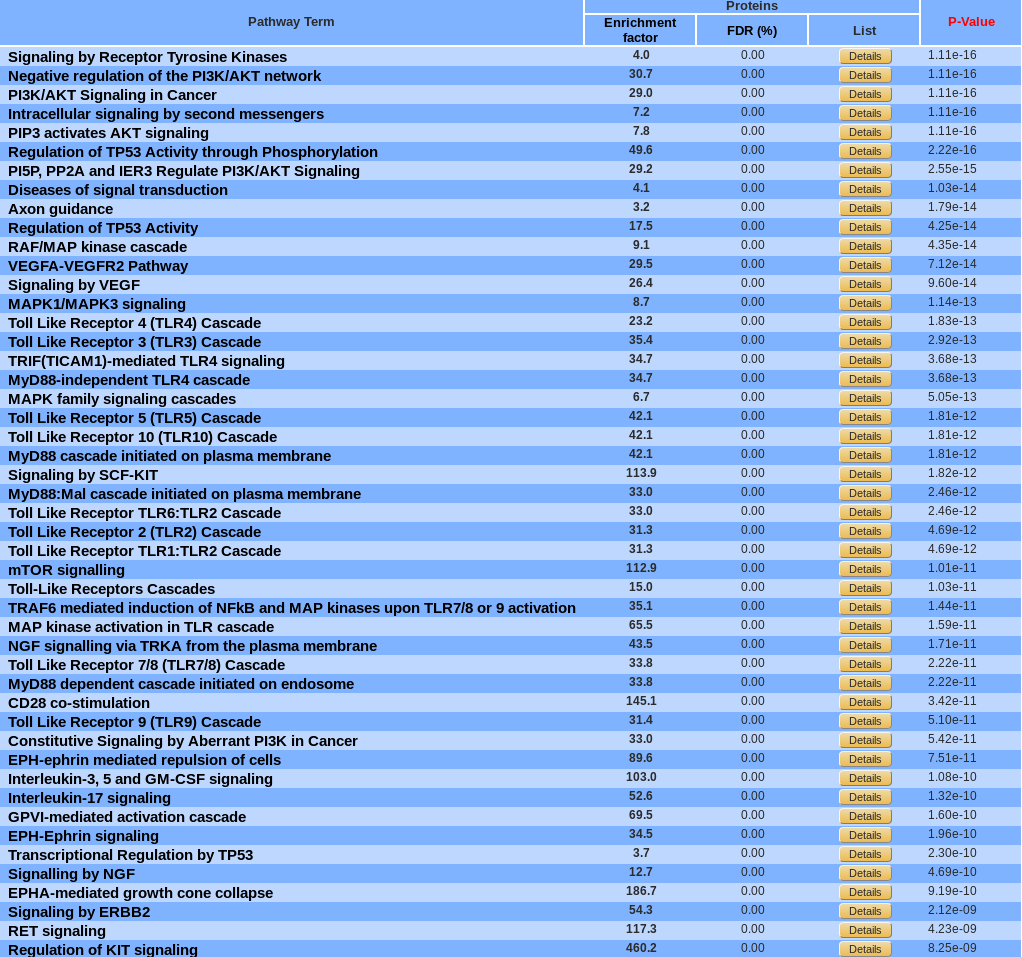 Pathway Term Proteins P-Value
Enrichment factor FDR (%) List
Signaling by Receptor Tyrosine Kinases 4.0 0.00 Details 1.11e-16
Negative regulation of the PI3K/AKT network 30.7 0.00 Details 1.11e-16
PI3K/AKT Signaling in Cancer 29.0 0.00 Details 1.11e-16
Intracellular signaling by second messengers 7.2 0.00 Details 1.11e-16
PIP3 activates AKT signaling 7.8 0.00 Details 1.11e-16
Regulation of TP53 Activity through Phosphorylation 49.6 0.00 Details 2.22e-16
PI5P, PP2A and IER3 Regulate PI3K/AKT Signaling 29.2 0.00 Details 2.55e-15
Diseases of signal transduction 4.1 0.00 Details 1.03e-14
Axon guidance 3.2 0.00 Details 1.79e-14
Regulation of TP53 Activity 17.5 0.00 Details 4.25e-14
RAF/MAP kinase cascade 9.1 0.00 Details 4.35e-14
VEGFA-VEGFR2 Pathway 29.5 0.00 Details 7.12e-14
Signaling by VEGF 26.4 0.00 Details 9.60e-14
MAPK1/MAPK3 signaling 8.7 0.00 Details 1.14e-13
Toll Like Receptor 4 (TLR4) Cascade 23.2 0.00 Details 1.83e-13
Toll Like Receptor 3 (TLR3) Cascade 35.4 0.00 Details 2.92e-13
TRIF(TICAM1)-mediated TLR4 signaling 34.7 0.00 Details 3.68e-13
MyD88-independent TLR4 cascade 34.7 0.00 Details 3.68e-13
MAPK family signaling cascades 6.7 0.00 Details 5.05e-13
Toll Like Receptor 5 (TLR5) Cascade 42.1 0.00 Details 1.81e-12
Toll Like Receptor 10 (TLR10) Cascade 42.1 0.00 Details 1.81e-12
MyD88 cascade initiated on plasma membrane 42.1 0.00 Details 1.81e-12
Signaling by SCF-KIT 113.9 0.00 Details 1.82e-12
MyD88:Mal cascade initiated on plasma membrane 33.0 0.00 Details 2.46e-12
Toll Like Receptor TLR6:TLR2 Cascade 33.0 0.00 Details 2.46e-12
Toll Like Receptor 2 (TLR2) Cascade 31.3 0.00 Details 4.69e-12
Toll Like Receptor TLR1:TLR2 Cascade 31.3 0.00 Details 4.69e-12
mTOR signalling 112.9 0.00 Details 1.01e-11
Toll-Like Receptors Cascades 15.0 0.00 Details 1.03e-11
TRAF6 mediated induction of NFkB and MAP kinases upon TLR7/8 or 9 activation 35.1 0.00 Details 1.44e-11
MAP kinase activation in TLR cascade 65.5 0.00 Details 1.59e-11
NGF signalling via TRKA from the plasma membrane 43.5 0.00 Details 1.71e-11
Toll Like Receptor 7/8 (TLR7/8) Cascade 33.8 0.00 Details 2.22e-11
MyD88 dependent cascade initiated on endosome 33.8 0.00 Details 2.22e-11
CD28 co-stimulation 145.1 0.00 Details 3.42e-11
Toll Like Receptor 9 (TLR9) Cascade 31.4 0.00 Details 5.10e-11
Constitutive Signaling by Aberrant PI3K in Cancer 33.0 0.00 Details 5.42e-11
EPH-ephrin mediated repulsion of cells 89.6 0.00 Details 7.51e-11
Interleukin-3, 5 and GM-CSF signaling 103.0 0.00 Details 1.08e-10
Interleukin-17 signaling 52.6 0.00 Details 1.32e-10
GPVI-mediated activation cascade 69.5 0.00 Details 1.60e-10
EPH-Ephrin signaling 34.5 0.00 Details 1.96e-10
Transcriptional Regulation by TP53 3.7 0.00 Details 2.30e-10
Signalling by NGF 12.7 0.00 Details 4.69e-10
EPHA-mediated growth cone collapse 186.7 0.00 Details 9.19e-10
Signaling by ERBB2 54.3 0.00 Details 2.12e-09
RET signaling 117.3 0.00 Details 4.23e-09
Regulation of KIT signaling 460.2 0.00 Details 8.25e-09